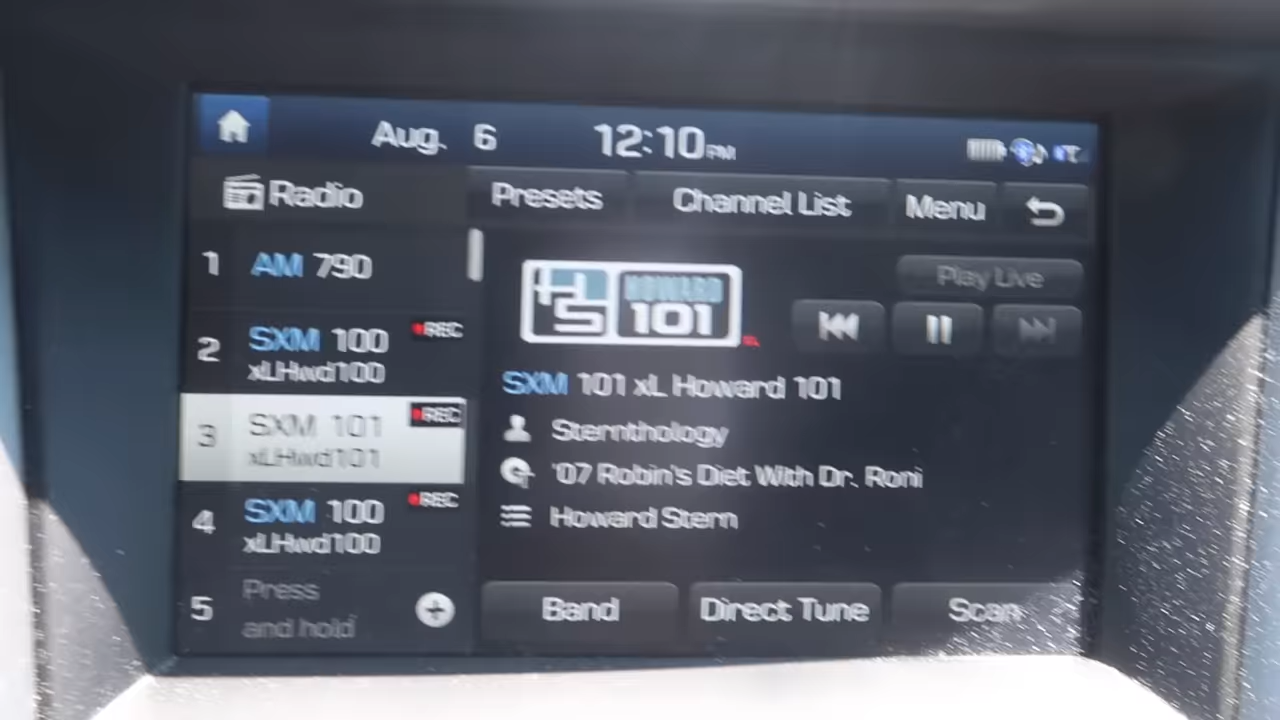 Aug. 6 12:10 PM
Radio
Presets
Channel List
Menu
1 AM 790
2 SXM 100 REC
xLHwd100
3 SXM 101 REC
xLHwd101
4 SXM 100 REC
xLHwd100
5 Press
and hold
HS HOWARD
101
Play Live
SXM 101 xL Howard 101
Sternthology
'07 Robin's Diet With Dr. Roni
Howard Stern
Band
Direct Tune
Scan